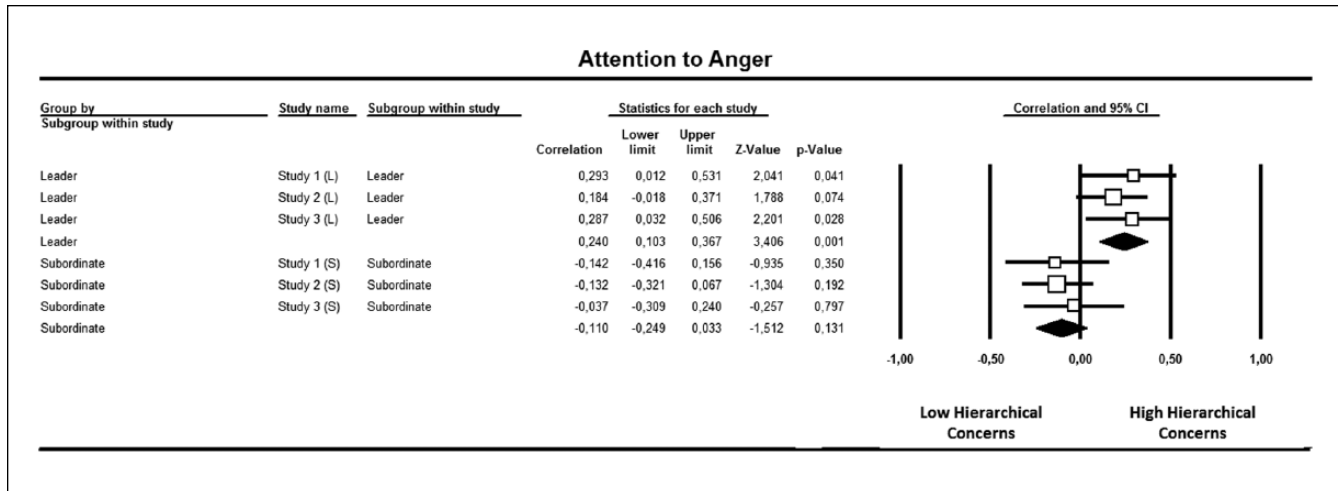 Attention to Anger
Group by Study name Subgroup within study Statistics for each study Correlation and 95% CI
Subgroup within study
Correlation Lower limit Upper limit Z-Value p-Value
Leader Study 1 (L) Leader 0,293 0,012 0,531 2,041 0,041
Leader Study 2 (L) Leader 0,184 -0,018 0,371 1,788 0,074
Leader Study 3 (L) Leader 0,287 0,032 0,506 2,201 0,028
Leader 0,240 0,103 0,367 3,406 0,001
Subordinate Study 1 (S) Subordinate -0,142 -0,416 0,156 -0,935 0,350
Subordinate Study 2 (S) Subordinate -0,132 -0,321 0,067 -1,304 0,192
Subordinate Study 3 (S) Subordinate -0,037 -0,309 0,240 -0,257 0,797
Subordinate -0,110 -0,249 0,033 -1,512 0,131
-1,00 -0,50 0,00 0,50 1,00
Low Hierarchical Concerns
High Hierarchical Concerns